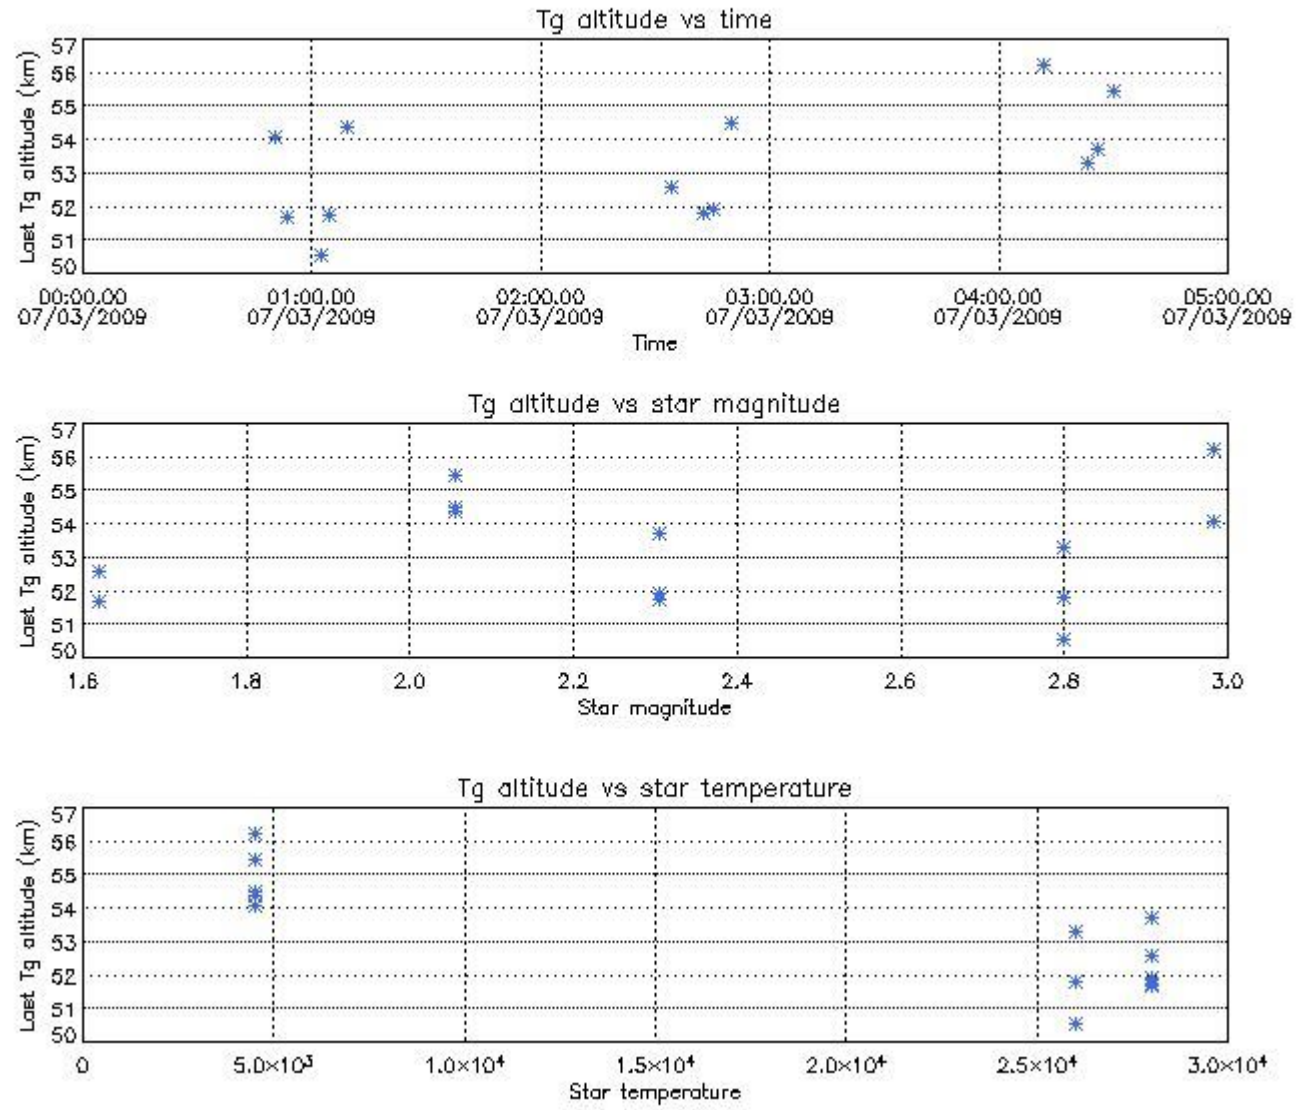 Tg altitude vs time
57
56
55
54
53
52
51
50
Last Tg altitude (km)
00:00.00 01:00.00 02:00.00 03:00.00 04:00.00 05:00.00
07/03/2009 07/03/2009 07/03/2009 07/03/2009 07/03/2009 07/03/2009
Time
Tg altitude vs star magnitude
57
56
55
54
53
52
51
50
Last Tg altitude (km)
1.6 1.8 2.0 2.2 2.4 2.6 2.8 3.0
Star magnitude
Tg altitude vs star temperature
57
56
55
54
53
52
51
50
Last Tg altitude (km)
0 5.0×10³ 1.0×10⁴ 1.5×10⁴ 2.0×10⁴ 2.5×10⁴ 3.0×10⁴
Star temperature